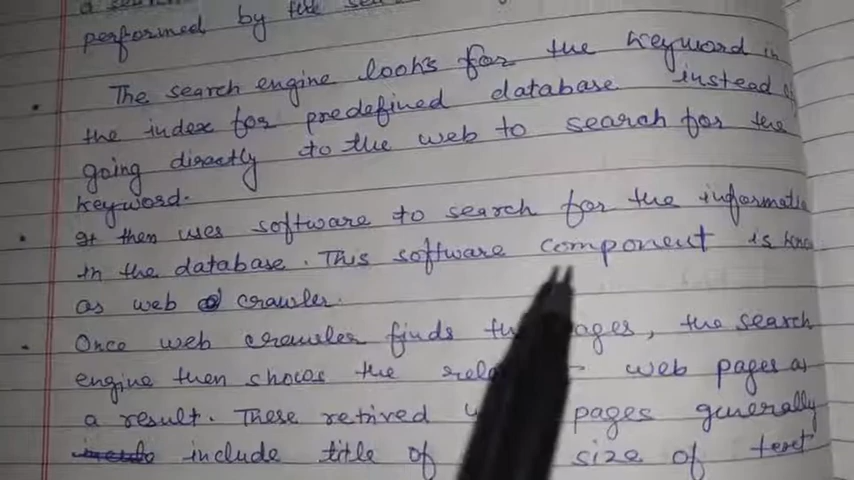 performed by the
• The search engine looks for the keyword in
the index for predefined database instead of
going directly to the web to search for the
keyword.
• It then uses software to search for the informatio
in the database. This software component is know
as web crawler.
• Once web crawler finds the pages, the search
engine then shows the web pages as
a result. These retrived pages generally
include title of size of text